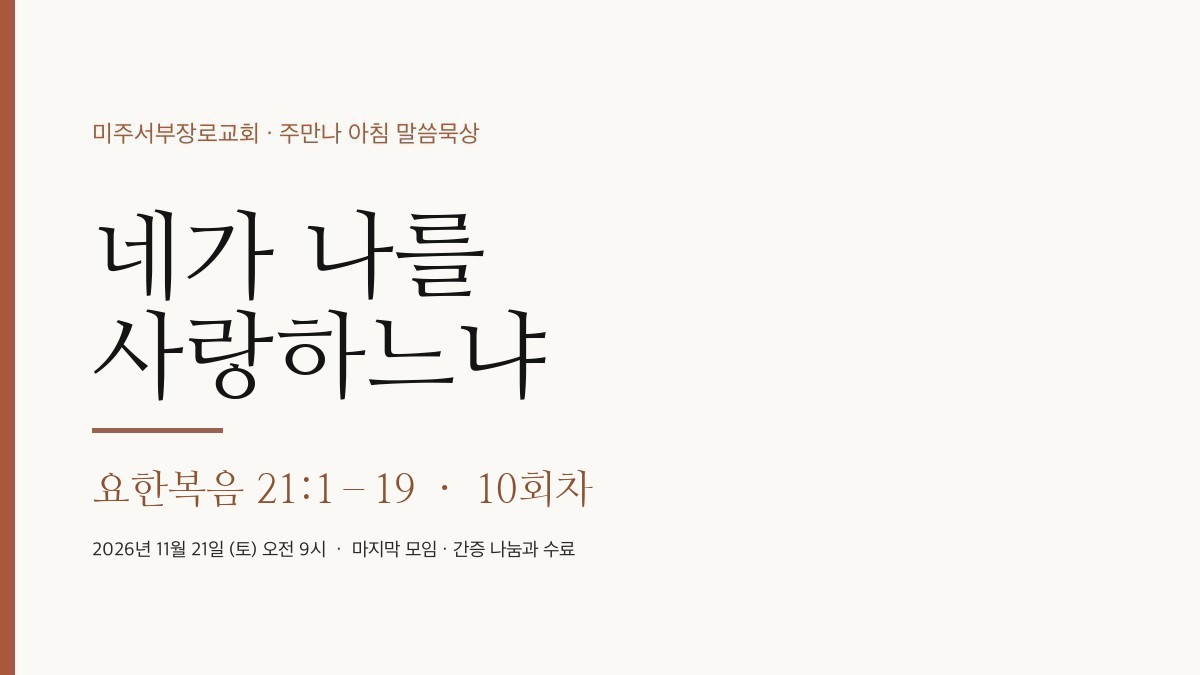 미주서부장로교회 · 주만나 아침 말씀묵상
네가 나를
사랑하느냐
요한복음 21:1 – 19 · 10회차
2026년 11월 21일 (토) 오전 9시 · 마지막 모임 · 간증 나눔과 수료